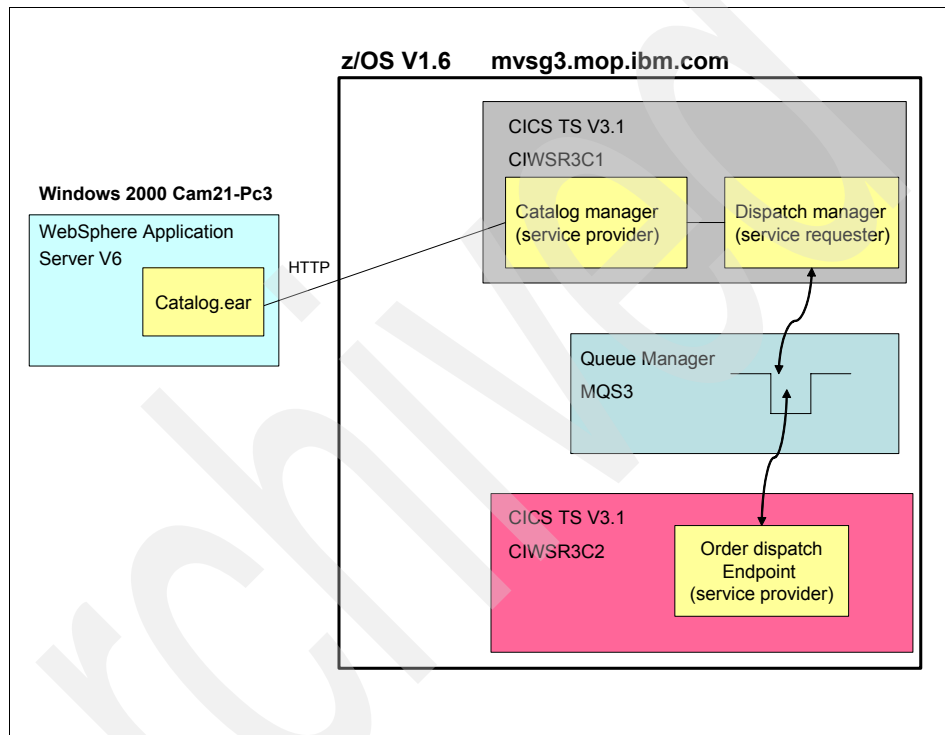 z/OS V1.6 mvsg3.mop.ibm.com
CICS TS V3.1
CIWSR3C1
Windows 2000 Cam21-Pc3
WebSphere Application
Server V6
Catalog.ear
HTTP
Catalog manager
(service provider)
Dispatch manager
(service requester)
Queue Manager
MQS3
CICS TS V3.1
CIWSR3C2
Order dispatch
Endpoint
(service provider)
rchived